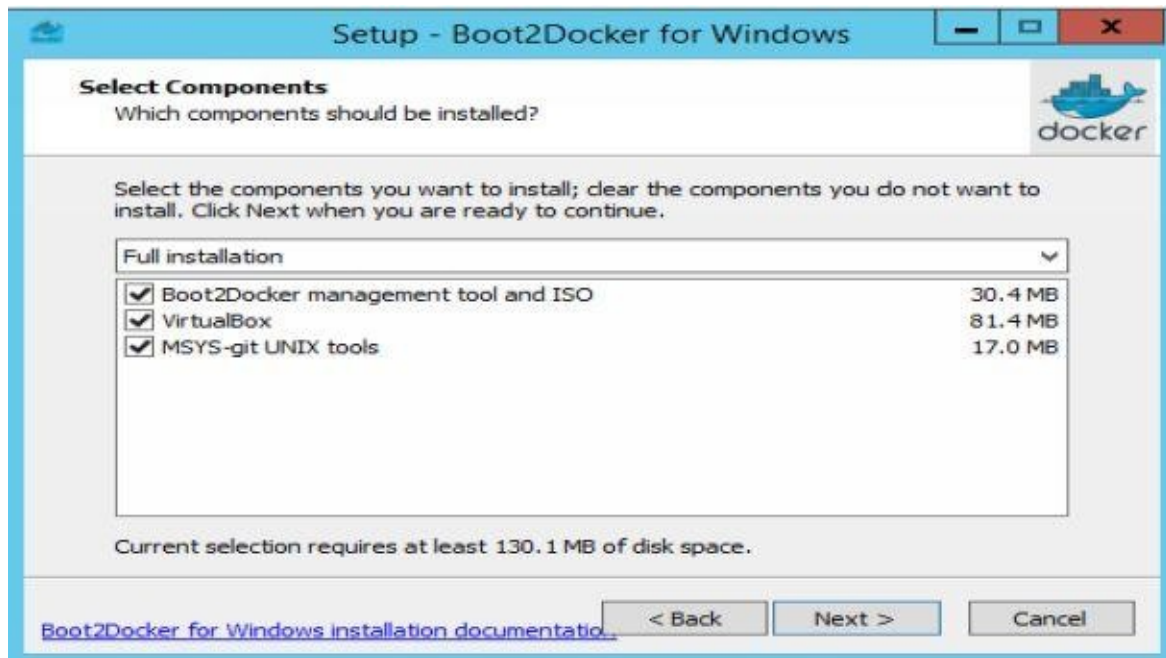 Setup - Boot2Docker for Windows
Select Components
Which components should be installed?
docker
Select the components you want to install; clear the components you do not want to
install. Click Next when you are ready to continue.
Full installation
Boot2Docker management tool and ISO 30.4 MB
VirtualBox 81.4 MB
MSYS-git UNIX tools 17.0 MB
Current selection requires at least 130.1 MB of disk space.
Boot2Docker for Windows installation documentatio
< Back Next > Cancel